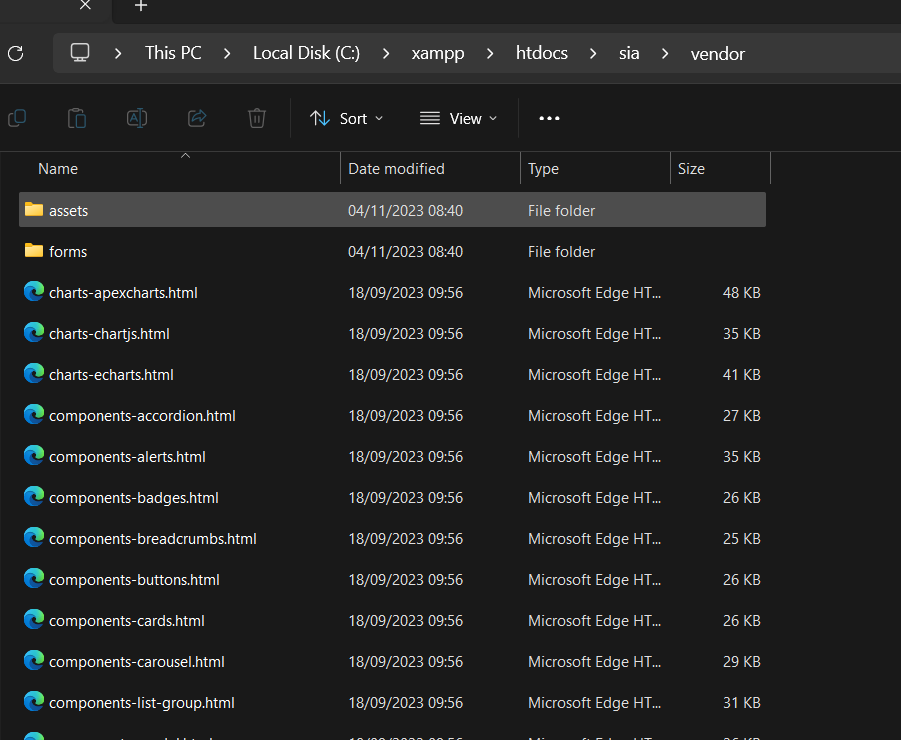 This PC > Local Disk (C:) > xampp > htdocs > sia > vendor
Sort View
Name Date modified Type Size
assets 04/11/2023 08:40 File folder
forms 04/11/2023 08:40 File folder
charts-apexcharts.html 18/09/2023 09:56 Microsoft Edge HT... 48 KB
charts-chartjs.html 18/09/2023 09:56 Microsoft Edge HT... 35 KB
charts-echarts.html 18/09/2023 09:56 Microsoft Edge HT... 41 KB
components-accordion.html 18/09/2023 09:56 Microsoft Edge HT... 27 KB
components-alerts.html 18/09/2023 09:56 Microsoft Edge HT... 35 KB
components-badges.html 18/09/2023 09:56 Microsoft Edge HT... 26 KB
components-breadcrumbs.html 18/09/2023 09:56 Microsoft Edge HT... 25 KB
components-buttons.html 18/09/2023 09:56 Microsoft Edge HT... 26 KB
components-cards.html 18/09/2023 09:56 Microsoft Edge HT... 26 KB
components-carousel.html 18/09/2023 09:56 Microsoft Edge HT... 29 KB
components-list-group.html 18/09/2023 09:56 Microsoft Edge HT... 31 KB